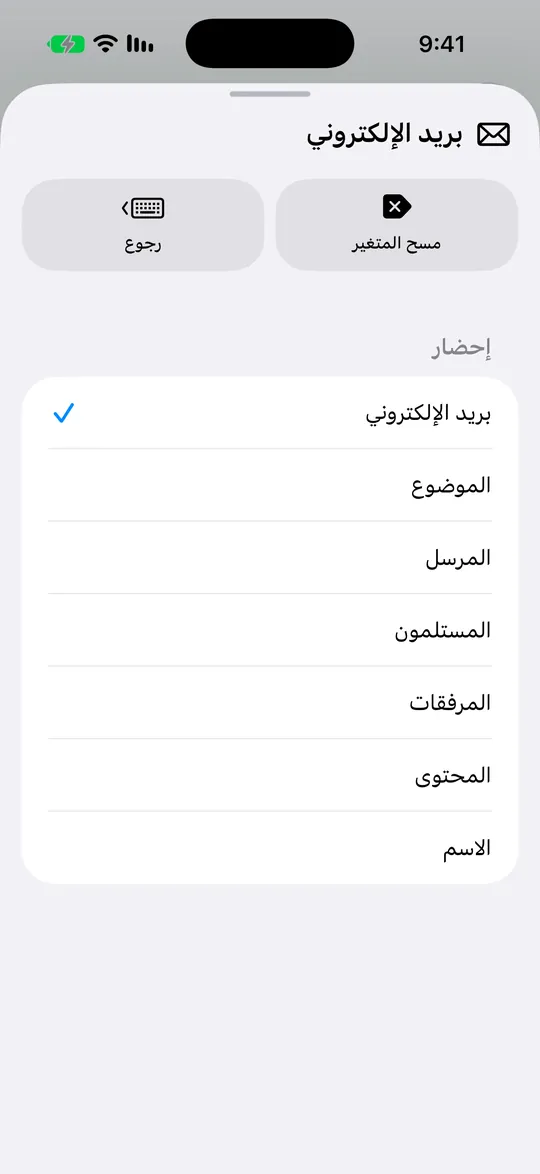 9:41
بريد الإلكتروني
مسح المتغير
رجوع
إحضار
بريد الإلكتروني
الموضوع
المرسل
المستلمون
المرفقات
المحتوى
الاسم